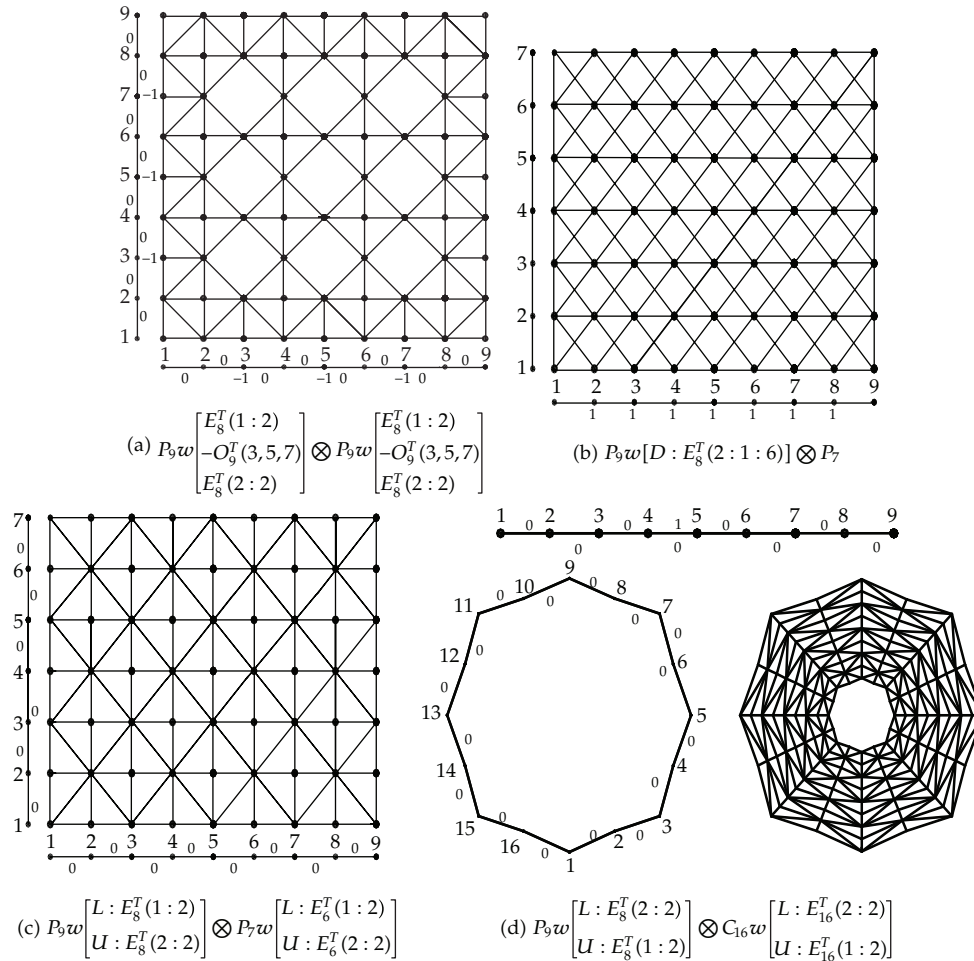 9
0
8
0
7 −1
0
6
0
5 −1
0
4
0
3 −1
0
2
0
1
1 2 0 3 4 0 5 6 0 7 8 0 9
0 −1 0 −1 0 −1 0
(a) P₉w[E₈ᵀ(1 : 2) −O₉ᵀ(3, 5, 7) E₈ᵀ(2 : 2)] ⊗ P₉w[E₈ᵀ(1 : 2) −O₉ᵀ(3, 5, 7) E₈ᵀ(2 : 2)]
7
6
5
4
3
2
1
1 2 3 4 5 6 7 8 9
1 1 1 1 1 1 1
(b) P₉w[D : E₈ᵀ(2 : 1 : 6)] ⊗ P₇
7
0
6
0
5
0
4
0
3
0
2
0
1
1 2 0 3 4 0 5 6 0 7 8 0 9
0 0 0 0
(c) P₉w[L : E₈ᵀ(1 : 2) U : E₈ᵀ(2 : 2)] ⊗ P₇w[L : E₆ᵀ(1 : 2) U : E₆ᵀ(2 : 2)]
1 2 3 4 5 6 7 8 9
0 0 1 0 0
0 0 0 0
9
10 0 8
11 0 0 0 7
0
12 0 6
0 0
13 5
0 0
14 4
0 0
15 3
16 0 0 2
1
(d) P₉w[L : E₈ᵀ(2 : 2) U : E₈ᵀ(1 : 2)] ⊗ C₁₆w[L : E₁₆ᵀ(2 : 2) U : E₁₆ᵀ(1 : 2)]